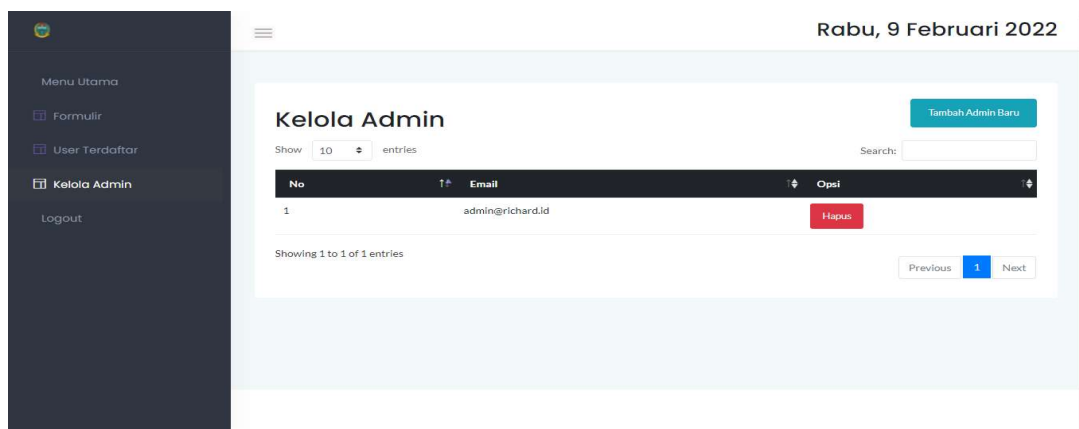 Rabu, 9 Februari 2022
Menu Utama
Formulir
User Terdaftar
Kelola Admin
Logout
Kelola Admin
Tambah Admin Baru
Show 10 entries
Search:
No Email Opsi
1 admin@richard.id Hapus
Showing 1 to 1 of 1 entries
Previous 1 Next